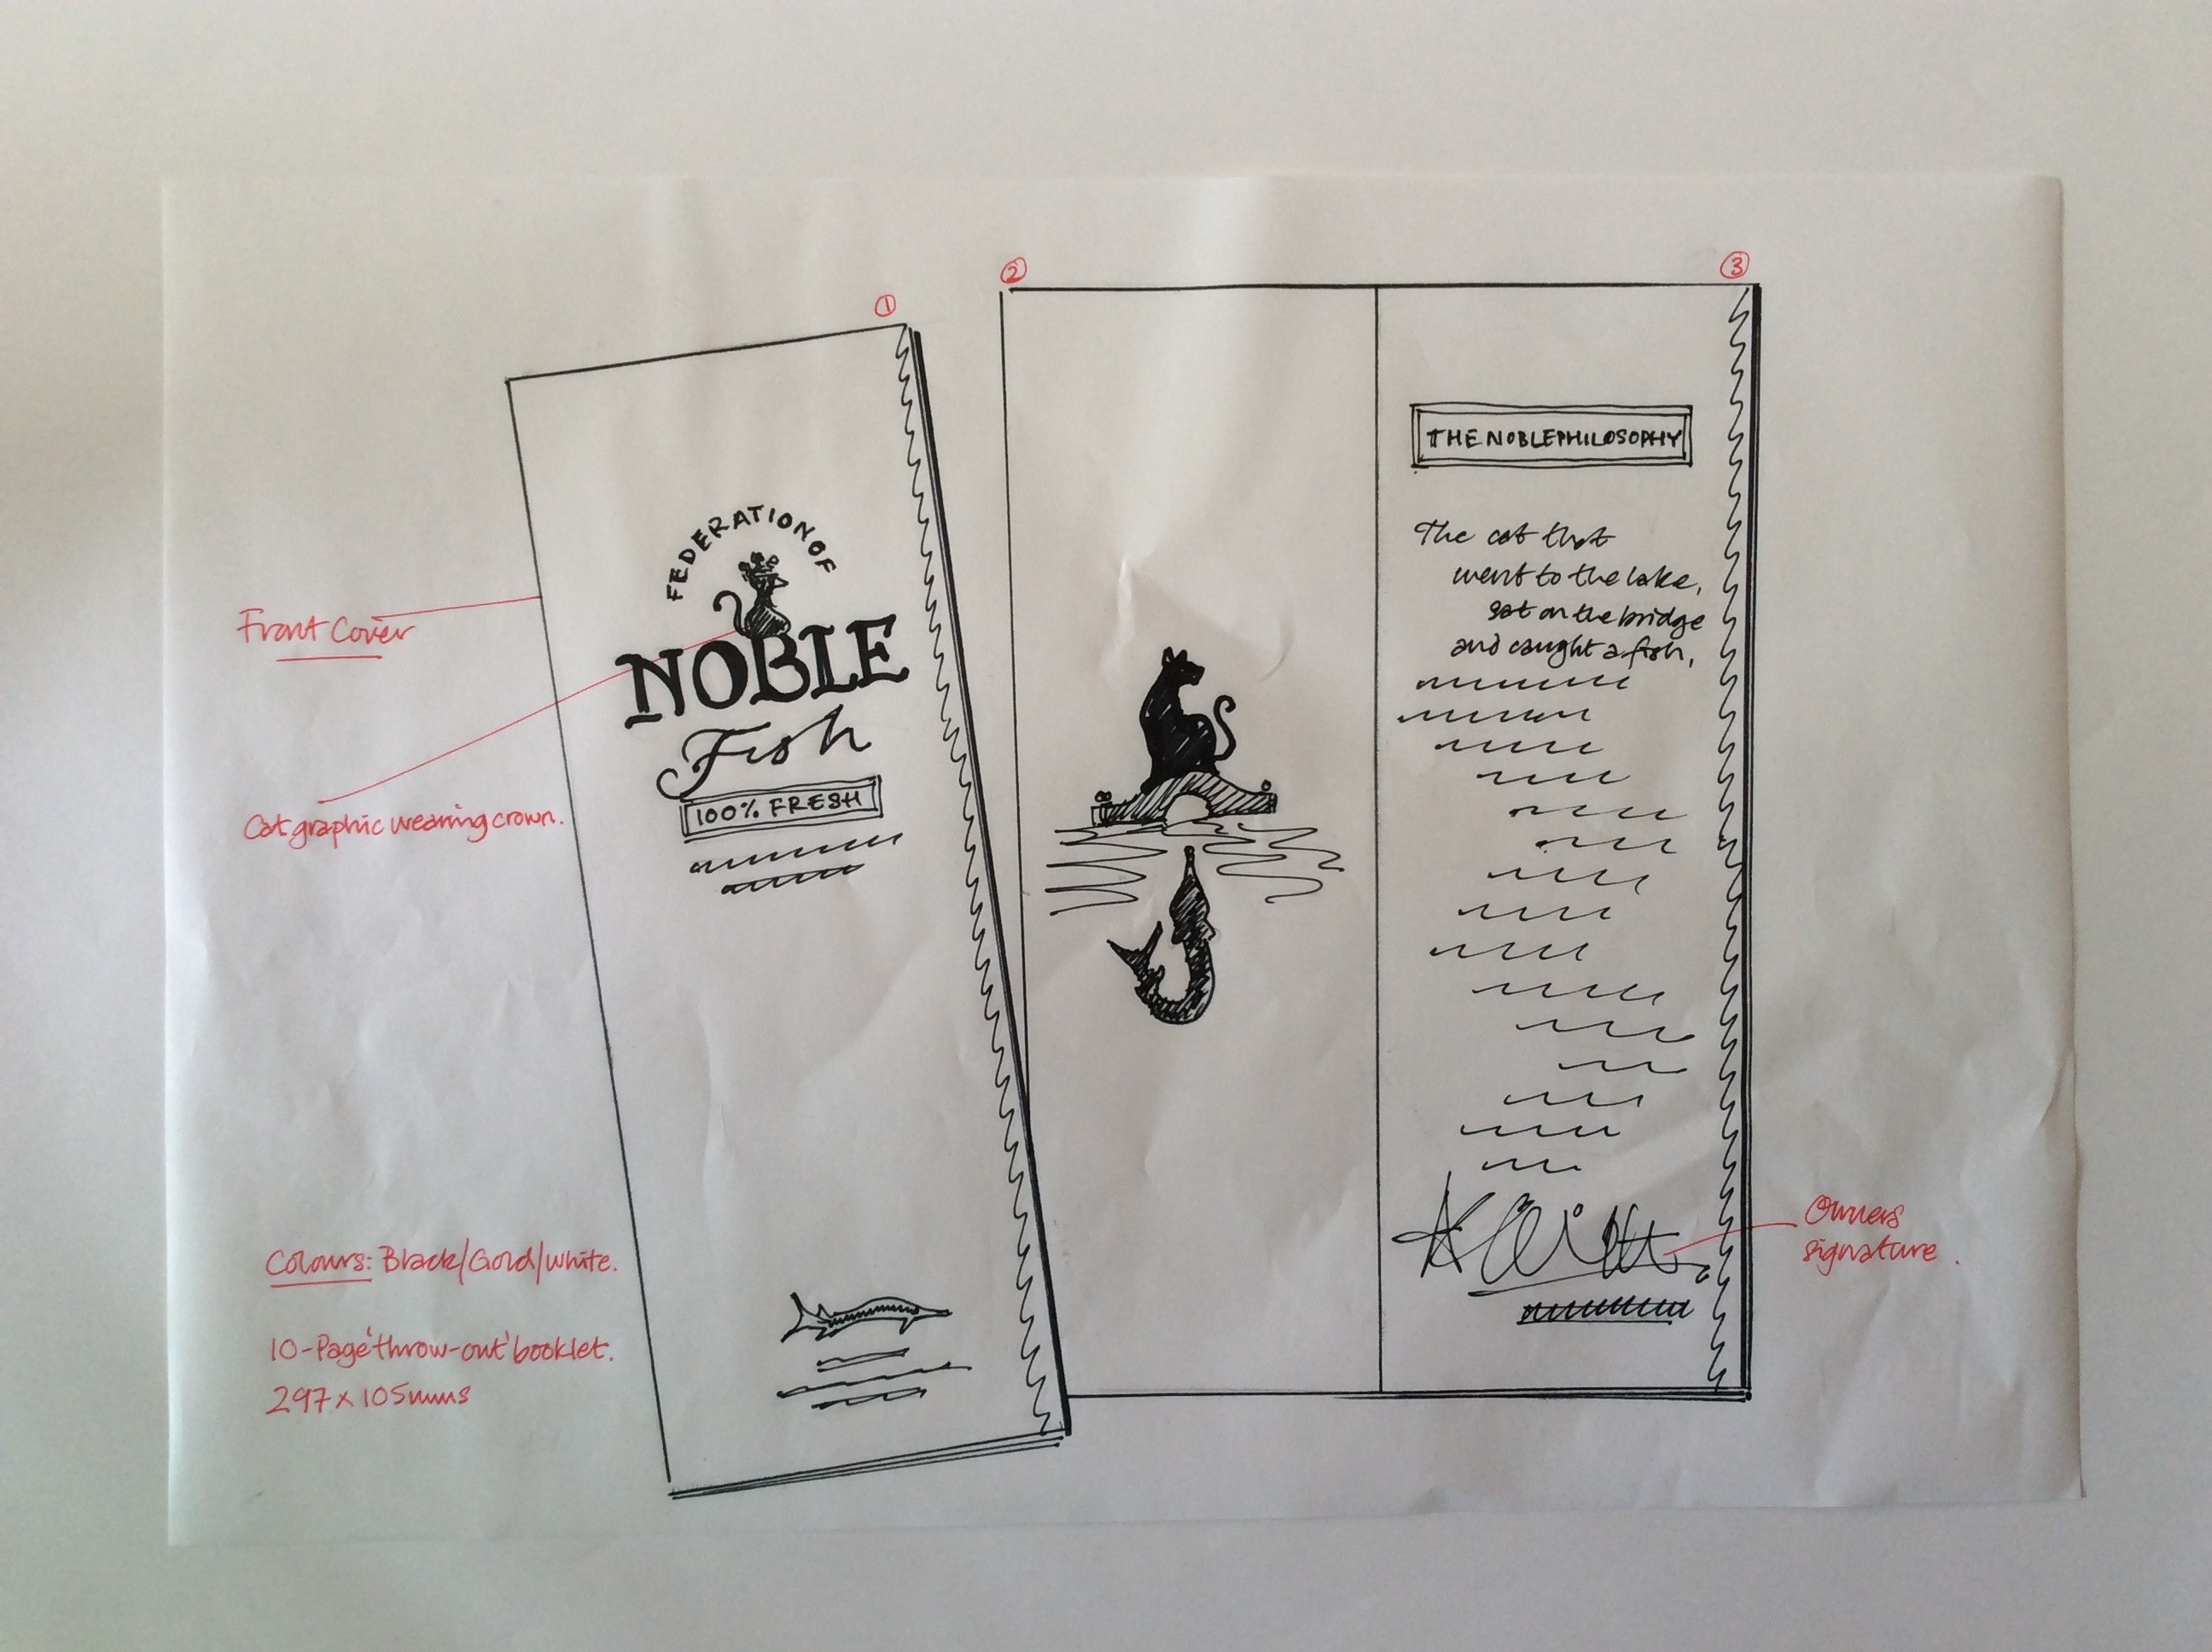 ①
FEDERATION OF
NOBLE
Fish
100% FRESH
Front Cover
Cat graphic wearing crown.
Colours: Black/Gold/White.
10-Page 'throw-out' booklet.
297 x 105mms
②
③
THE NOBLE PHILOSOPHY
The cat that
went to the lake,
sat on the bridge
and caught a fish,
Owners
signature.